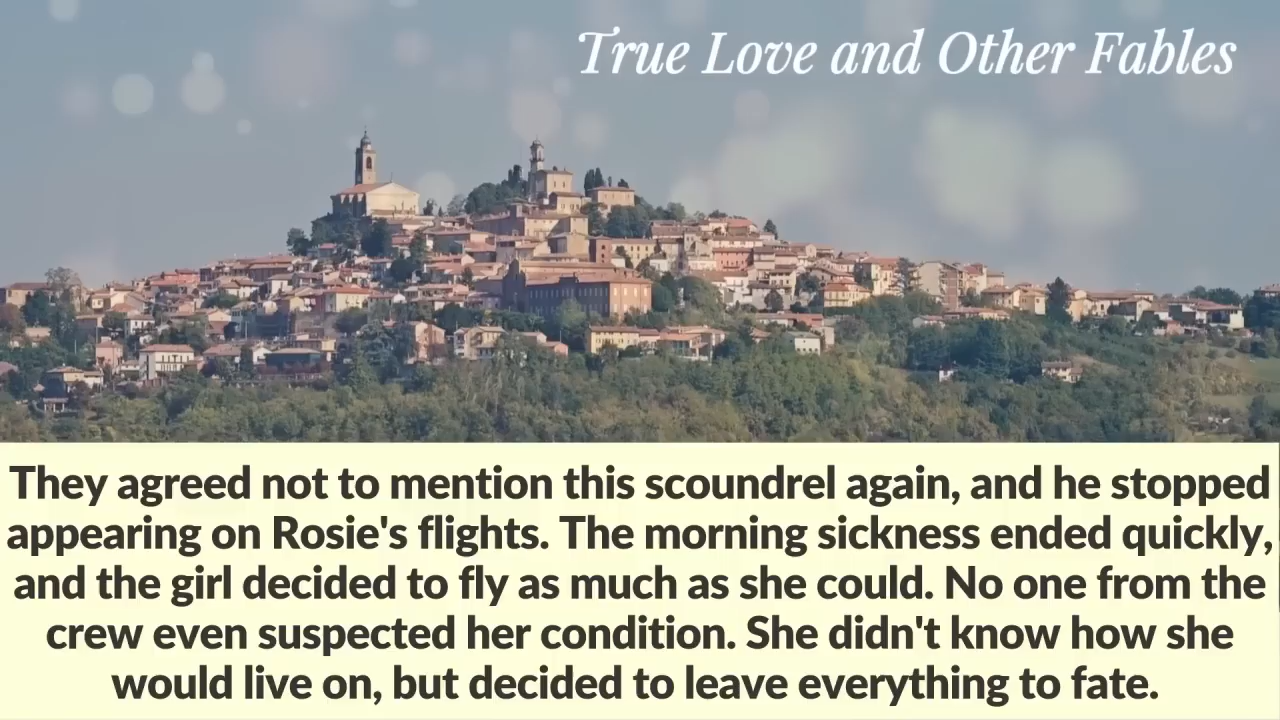 True Love and Other Fables
They agreed not to mention this scoundrel again, and he stopped
appearing on Rosie's flights. The morning sickness ended quickly,
and the girl decided to fly as much as she could. No one from the
crew even suspected her condition. She didn't know how she
would live on, but decided to leave everything to fate.